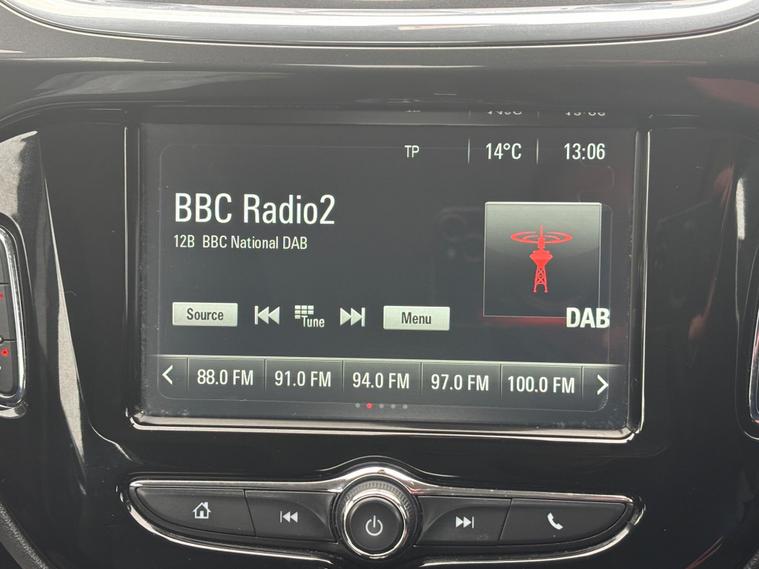 TP 14°C 13:06
BBC Radio2
12B BBC National DAB
Source Tune Menu
DAB
88.0 FM 91.0 FM 94.0 FM 97.0 FM 100.0 FM